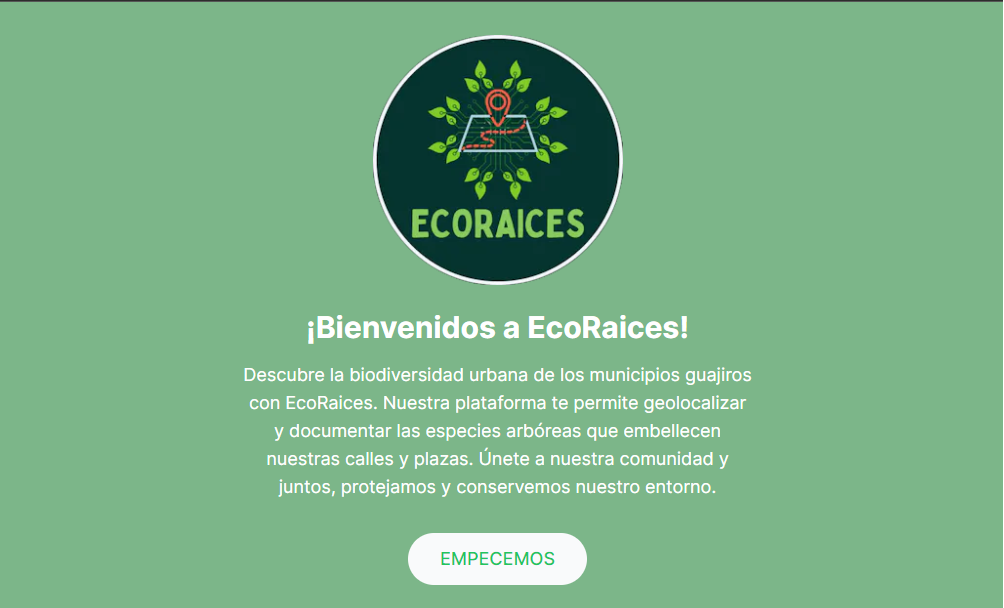 ECORAICES
¡Bienvenidos a EcoRaices!
Descubre la biodiversidad urbana de los municipios guajiros
con EcoRaices. Nuestra plataforma te permite geolocalizar
y documentar las especies arbóreas que embellecen
nuestras calles y plazas. Únete a nuestra comunidad y
juntos, protejamos y conservemos nuestro entorno.
EMPECEMOS